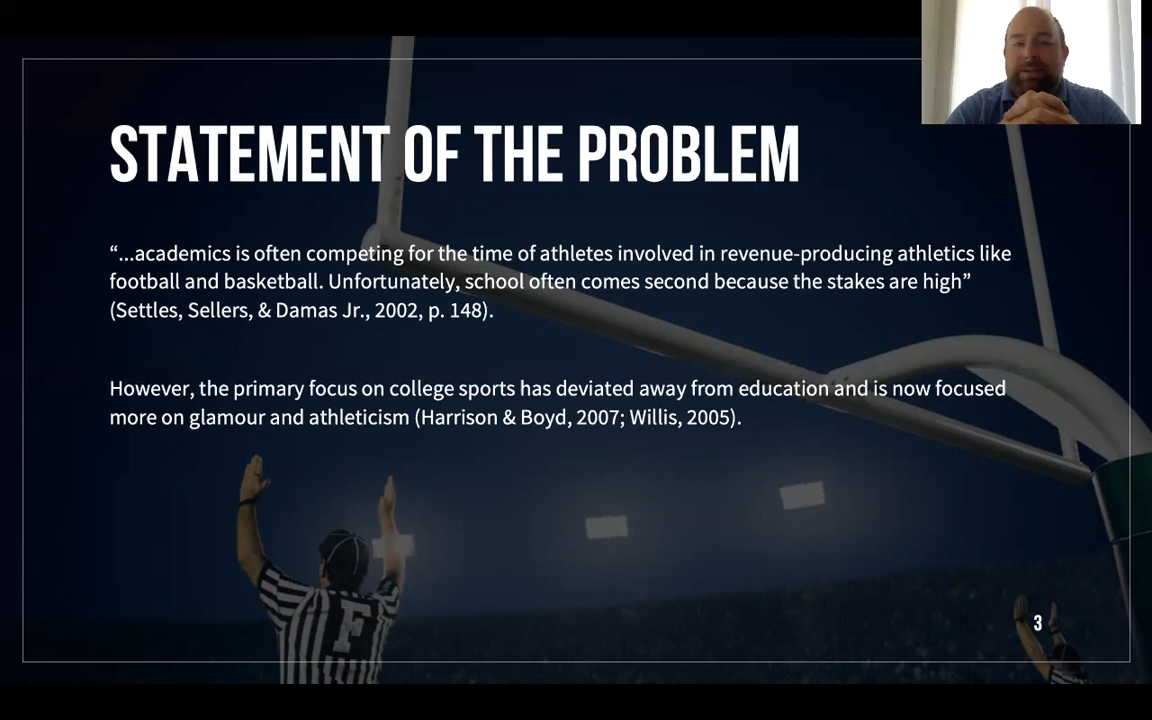 STATEMENT OF THE PROBLEM
“...academics is often competing for the time of athletes involved in revenue-producing athletics like
football and basketball. Unfortunately, school often comes second because the stakes are high”
(Settles, Sellers, & Damas Jr., 2002, p. 148).
However, the primary focus on college sports has deviated away from education and is now focused
more on glamour and athleticism (Harrison & Boyd, 2007; Willis, 2005).
F
3